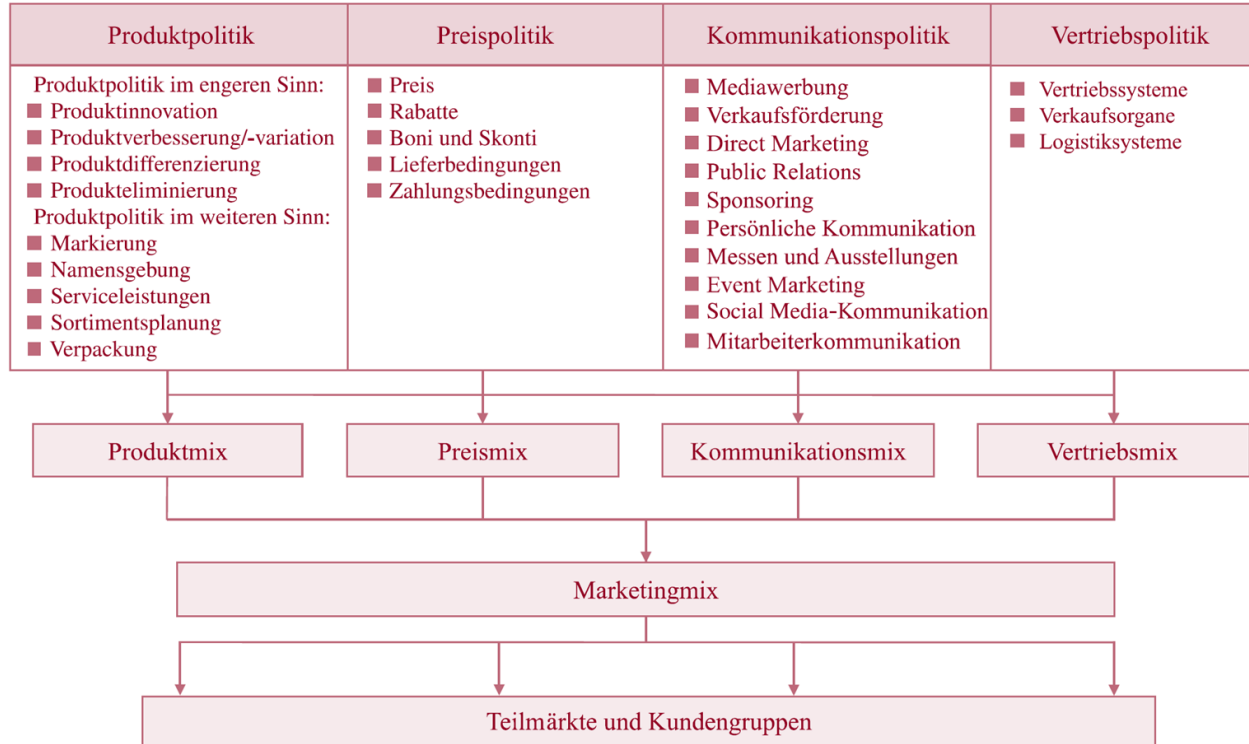 Produktpolitik
Preispolitik
Kommunikationspolitik
Vertriebspolitik
Produktpolitik im engeren Sinn:
Produktinnovation
Produktverbesserung/-variation
Produktdifferenzierung
Produkteliminierung
Produktpolitik im weiteren Sinn:
Markierung
Namensgebung
Serviceleistungen
Sortimentsplanung
Verpackung
Preis
Rabatte
Boni und Skonti
Lieferbedingungen
Zahlungsbedingungen
Mediawerbung
Verkaufsförderung
Direct Marketing
Public Relations
Sponsoring
Persönliche Kommunikation
Messen und Ausstellungen
Event Marketing
Social Media-Kommunikation
Mitarbeiterkommunikation
Vertriebssysteme
Verkaufsorgane
Logistiksysteme
Produktmix
Preismix
Kommunikationsmix
Vertriebsmix
Marketingmix
Teilmärkte und Kundengruppen